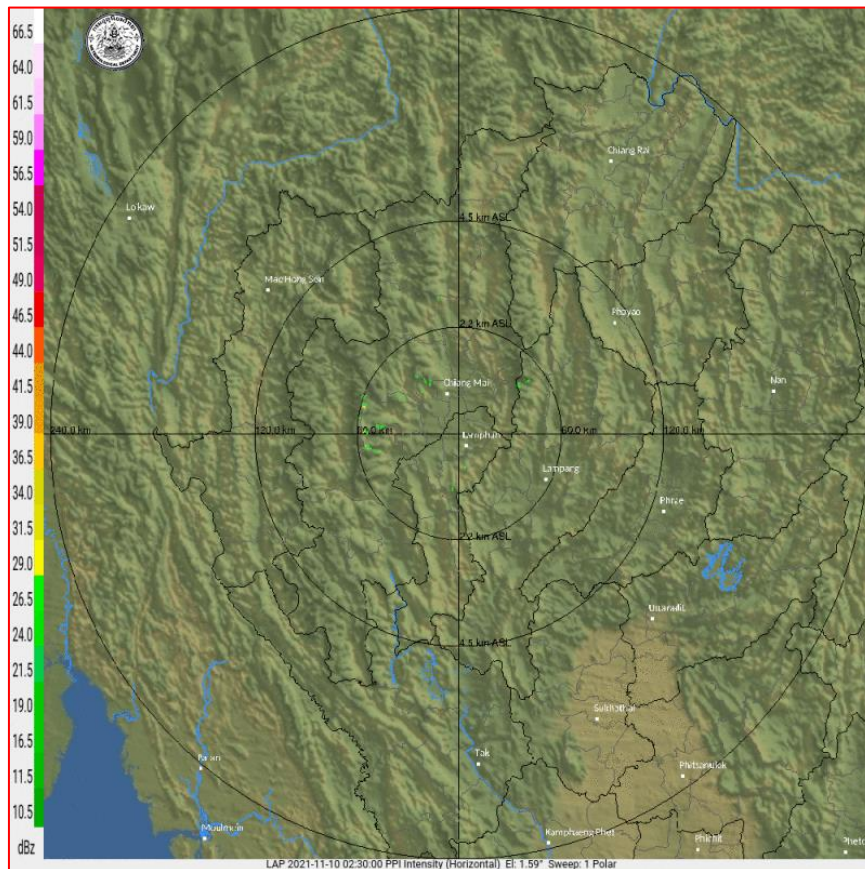 66.5
64.0
61.5
59.0
56.5
54.0
51.5
49.0
46.5
44.0
41.5
39.0
36.5
34.0
31.5
29.0
26.5
24.0
21.5
19.0
16.5
14.0
11.5
10.5
dBz
Chiang Rai
Loikaw
4.5 km ASL
Mae Hong Son
Phayao
2.2 km ASL
Chiang Mai
Nan
240.0 km
120.0 km
60.0 km
60.0 km
120.0 km
Lamphun
Lampang
Phrae
2.2 km ASL
Uttaradit
4.5 km ASL
Sukhothai
Tak
Pa'an
Phitsanulok
Moulmein
Kamphaeng Phet
Phichit
LAP 2021-11-10 02:30:00 PPI Intensity (Horizontal) El: 1.59° Sweep: 1 Polar